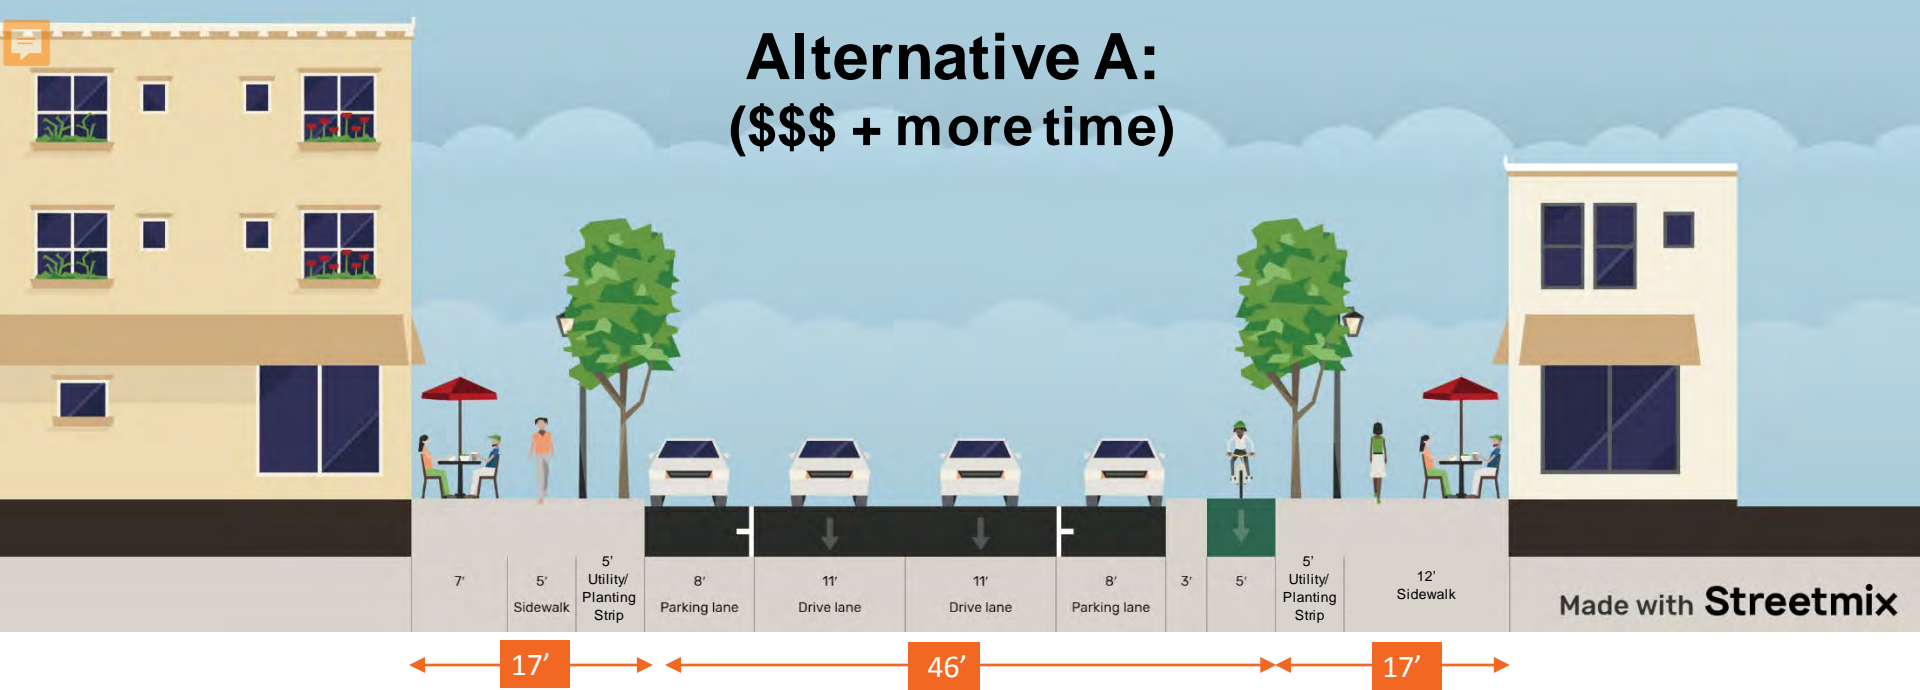 Alternative A:
($$$ + more time)
7'
5'
Sidewalk
5'
Utility/
Planting
Strip
8'
Parking lane
11'
Drive lane
11'
Drive lane
8'
Parking lane
3'
5'
5'
Utility/
Planting
Strip
12'
Sidewalk
Made with Streetmix
17’
46’
17’